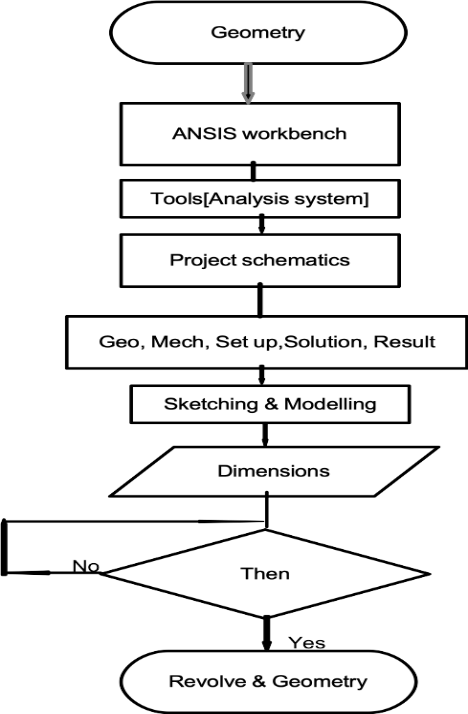 Geometry
ANSIS workbench
Tools[Analysis system]
Project schematics
Geo, Mech, Set up,Solution, Result
Sketching & Modelling
Dimensions
No
Then
Yes
Revolve & Geometry